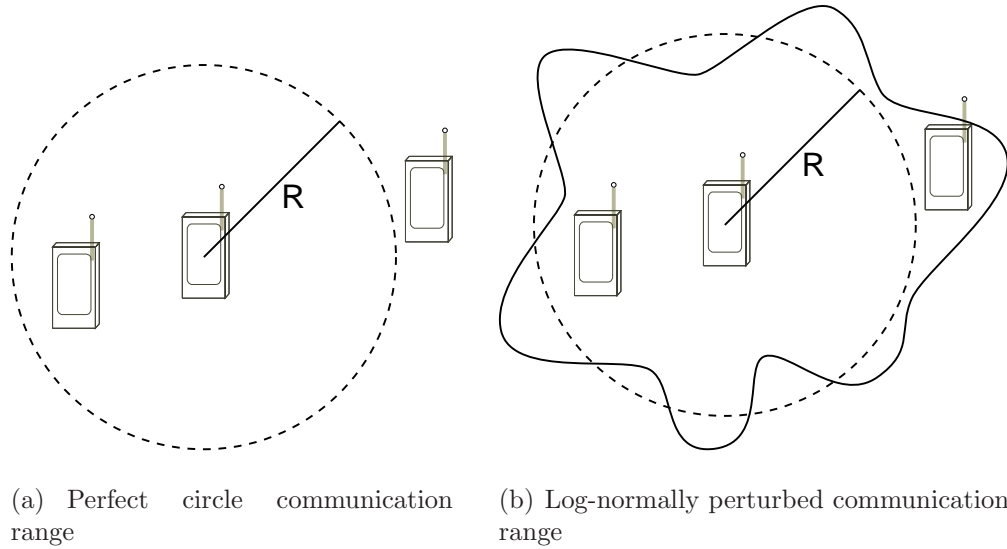 R
R
(a) Perfect circle communication
range
(b) Log-normally perturbed communication
range